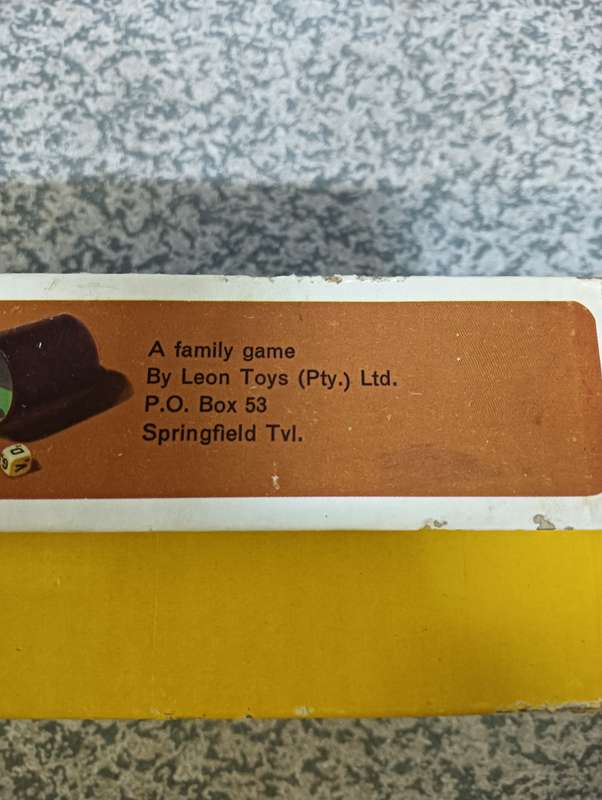 A family game
By Leon Toys (Pty.) Ltd.
P.O. Box 53
Springfield Tvl.